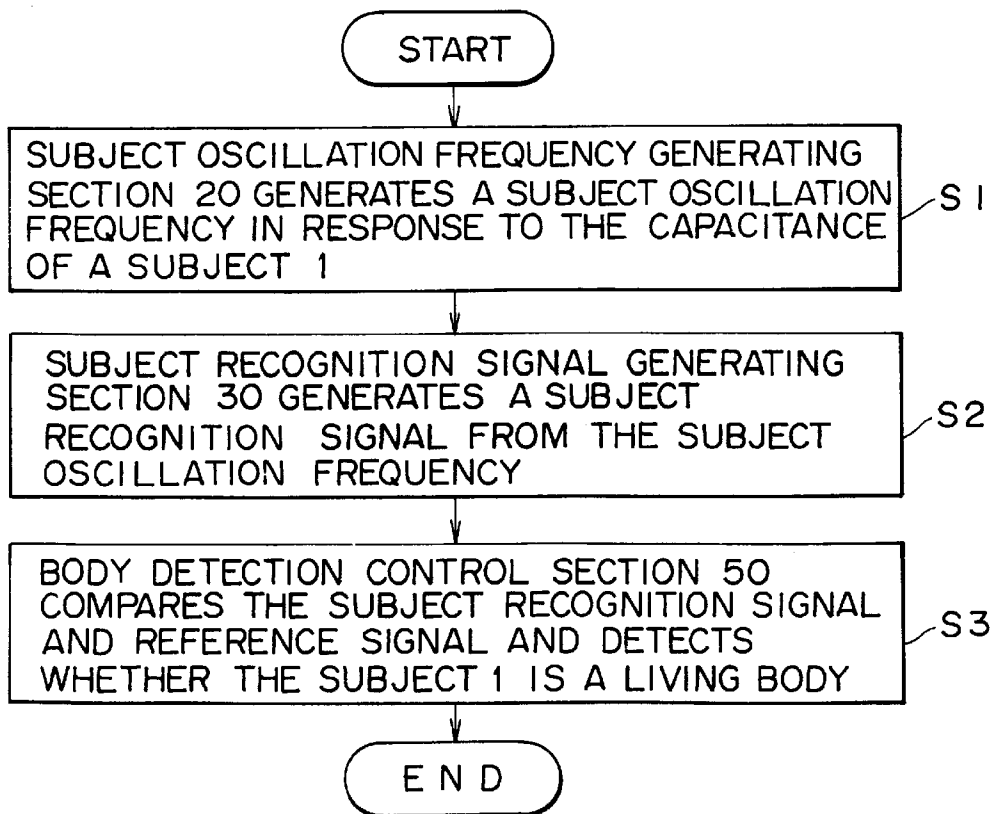 START
SUBJECT OSCILLATION FREQUENCY GENERATING
SECTION 20 GENERATES A SUBJECT OSCILLATION
FREQUENCY IN RESPONSE TO THE CAPACITANCE
OF A SUBJECT 1
S1
SUBJECT RECOGNITION SIGNAL GENERATING
SECTION 30 GENERATES A SUBJECT
RECOGNITION SIGNAL FROM THE SUBJECT
OSCILLATION FREQUENCY
S2
BODY DETECTION CONTROL SECTION 50
COMPARES THE SUBJECT RECOGNITION SIGNAL
AND REFERENCE SIGNAL AND DETECTS
WHETHER THE SUBJECT 1 IS A LIVING BODY
S3
END